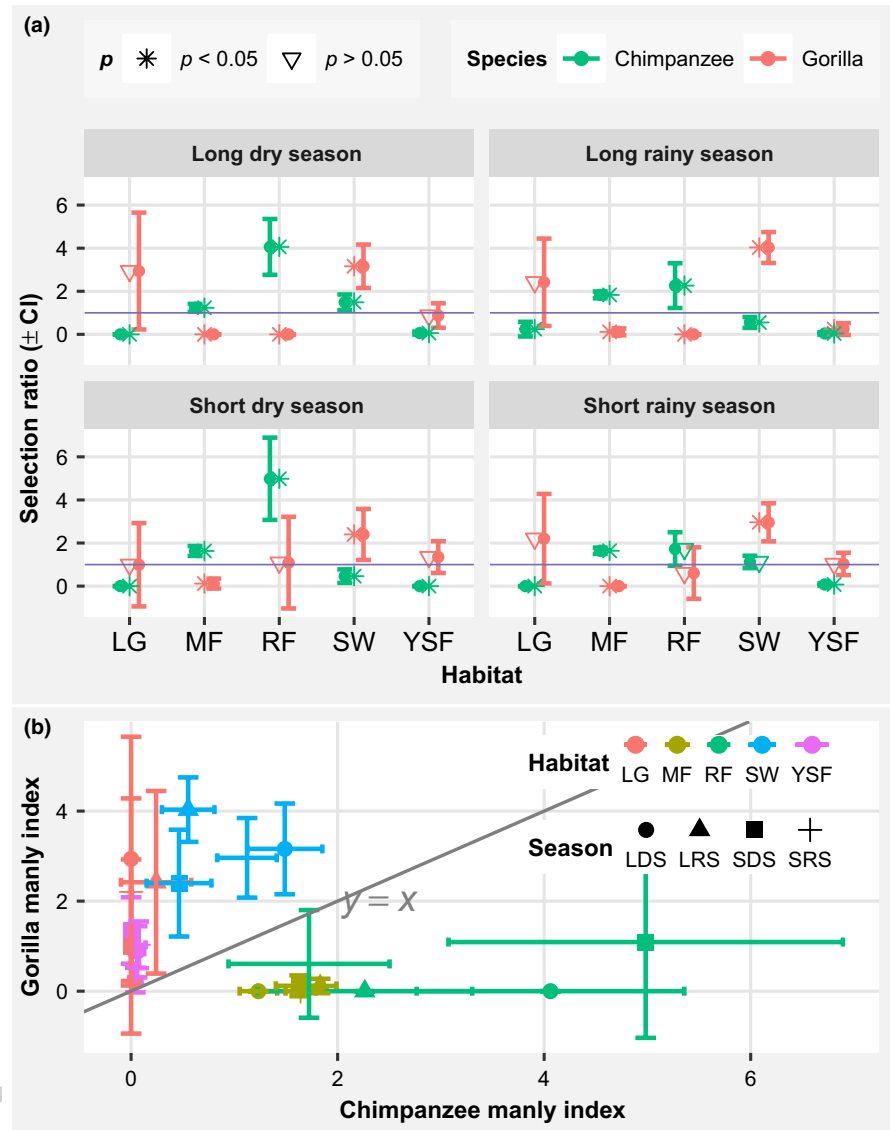 (a)
p p < 0.05 p > 0.05 Species Chimpanzee Gorilla
Long dry season Long rainy season
6
4
2
0
Short dry season Short rainy season
6
4
2
0
Selection ratio (± CI)
LG MF RF SW YSF LG MF RF SW YSF
Habitat
(b)
Habitat LG MF RF SW YSF
Season LDS LRS SDS SRS
y = x
4
2
0
Gorilla manly index
0 2 4 6
Chimpanzee manly index